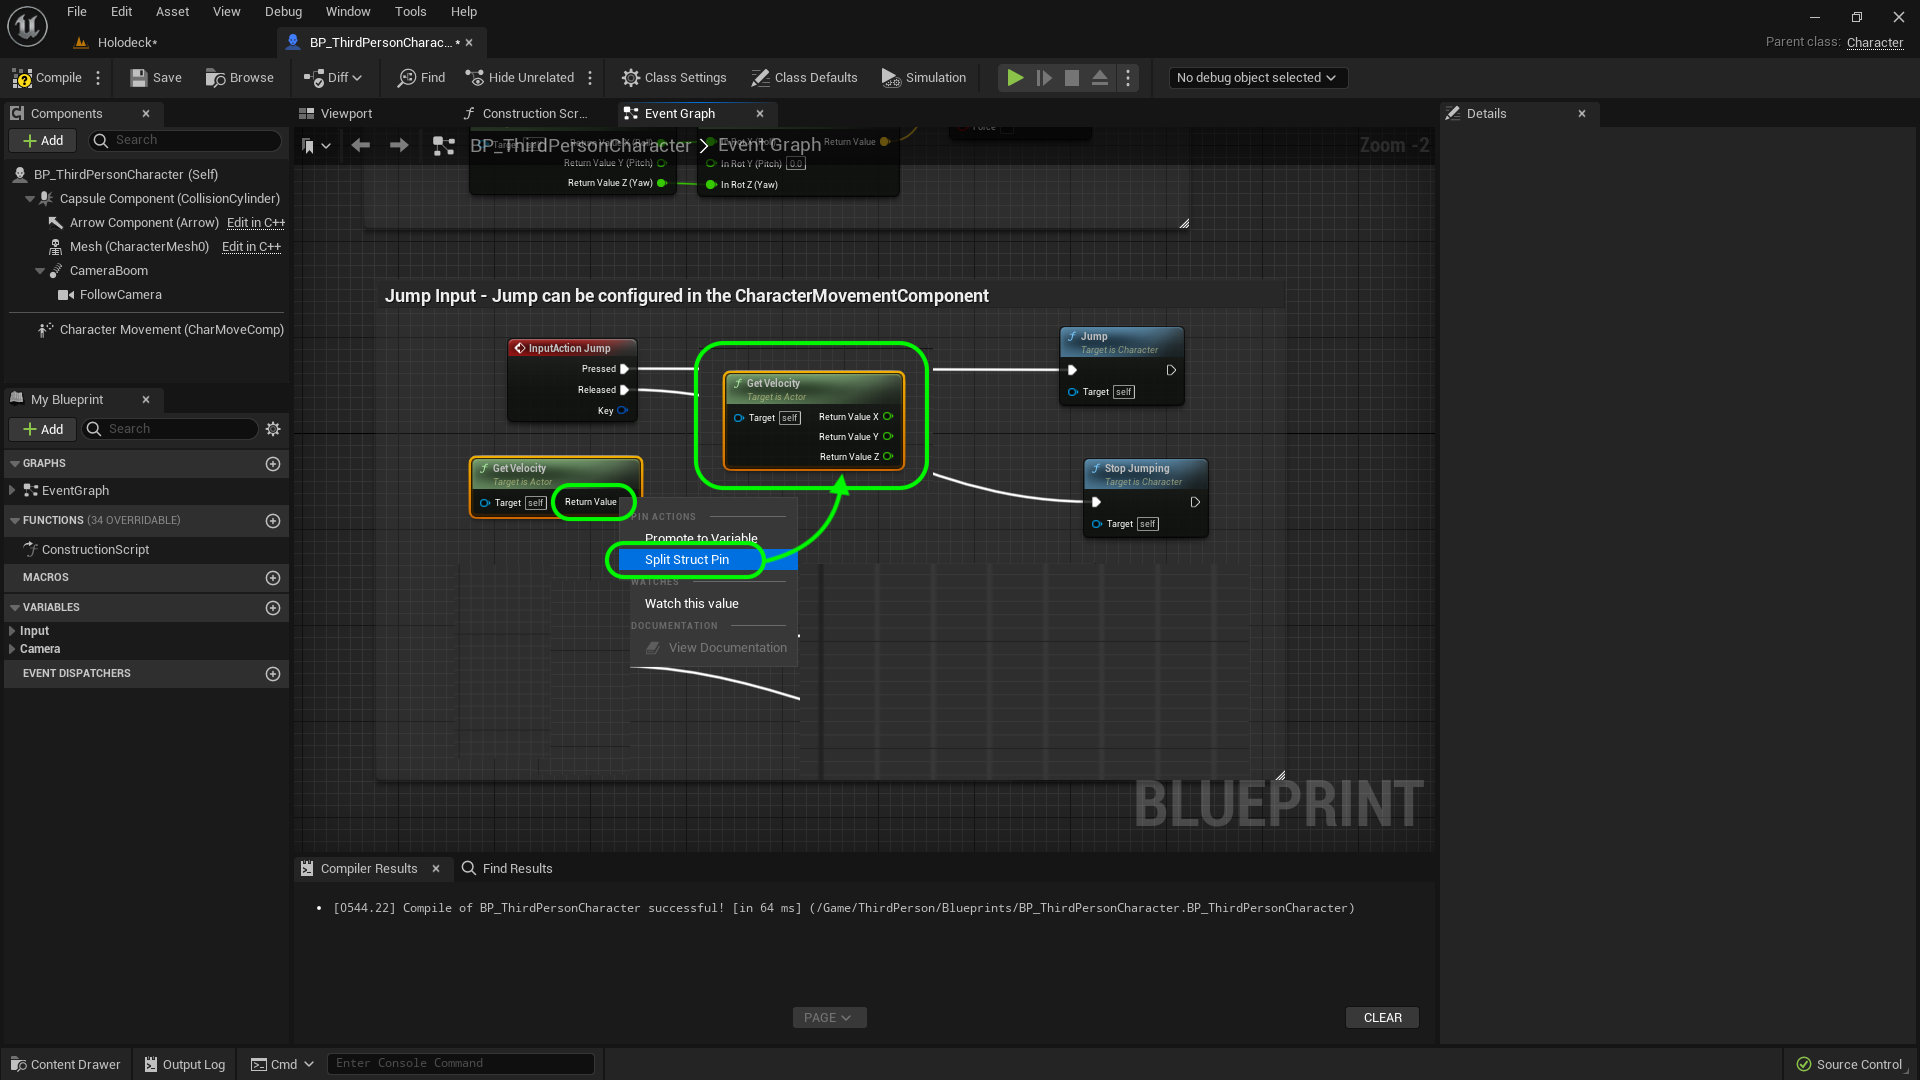 File Edit Asset View Debug Window Tools Help
Holodeck*
BP_ThirdPersonCharac... *
Parent class: Character
Compile
Save
Browse
Diff
Find
Hide Unrelated
Class Settings
Class Defaults
Simulation
No debug object selected
Components
Add
Search
BP_ThirdPersonCharacter (Self)
Capsule Component (CollisionCylinder)
Arrow Component (Arrow) Edit in C++
Mesh (CharacterMesh0) Edit in C++
CameraBoom
FollowCamera
Character Movement (CharMoveComp)
My Blueprint
Add
Search
GRAPHS
EventGraph
FUNCTIONS (34 OVERRIDABLE)
ConstructionScript
MACROS
VARIABLES
Input
Camera
EVENT DISPATCHERS
Viewport
Construction Scr...
Event Graph
BP_ThirdPersonCharacter > Event Graph
Zoom -2
Return Value
Return Value Y (Pitch)
In Rot Y (Pitch) 0.0
Return Value Z (Yaw)
In Rot Z (Yaw)
Jump Input - Jump can be configured in the CharacterMovementComponent
InputAction Jump
Pressed
Released
Key
Get Velocity
Target is Actor
Target self
Return Value X
Return Value Y
Return Value Z
Jump
Target is Character
Target self
Get Velocity
Target is Actor
Target self Return Value
Stop Jumping
Target is Character
Target self
PIN ACTIONS
Promote to Variable
Split Struct Pin
WATCHES
Watch this value
DOCUMENTATION
View Documentation
BLUEPRINT
Compiler Results
Find Results
[0544.22] Compile of BP_ThirdPersonCharacter successful! [in 64 ms] (/Game/ThirdPerson/Blueprints/BP_ThirdPersonCharacter.BP_ThirdPersonCharacter)
PAGE
CLEAR
Details
Content Drawer
Output Log
Cmd
Enter Console Command
Source Control